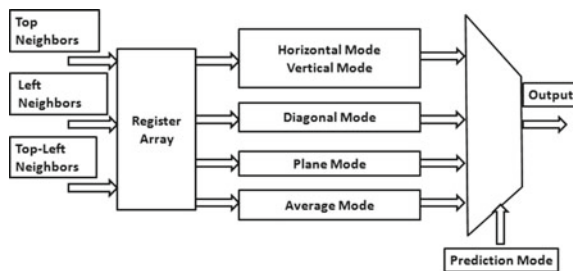 Top
Neighbors
Left
Neighbors
Top-Left
Neighbors
Register
Array
Horizontal Mode
Vertical Mode
Diagonal Mode
Plane Mode
Average Mode
Output
Prediction Mode